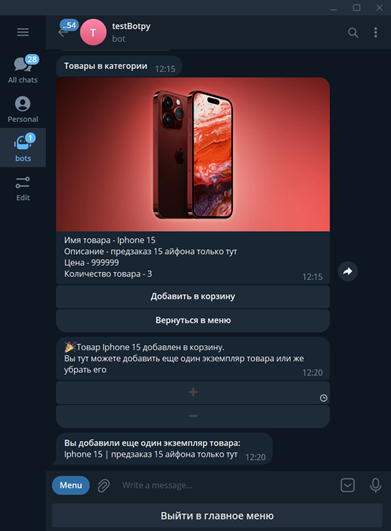 54
testBotpy
bot
T
28
All chats
Personal
1
bots
Edit
Товары в категории 12:15
Имя товара - Iphone 15
Описание - предзаказ 15 айфона только тут
Цена - 999999
Количество товара - 3
12:15
Добавить в корзину
Вернуться в меню
🎉Товар Iphone 15 добавлен в корзину.
Вы тут можете добавить еще один экземпляр товара или же
убрать его
12:20
+
−
Вы добавили еще один экземпляр товара:
Iphone 15 | предзаказ 15 айфона только тут 12:20
Menu
Write a message...
Выйти в главное меню